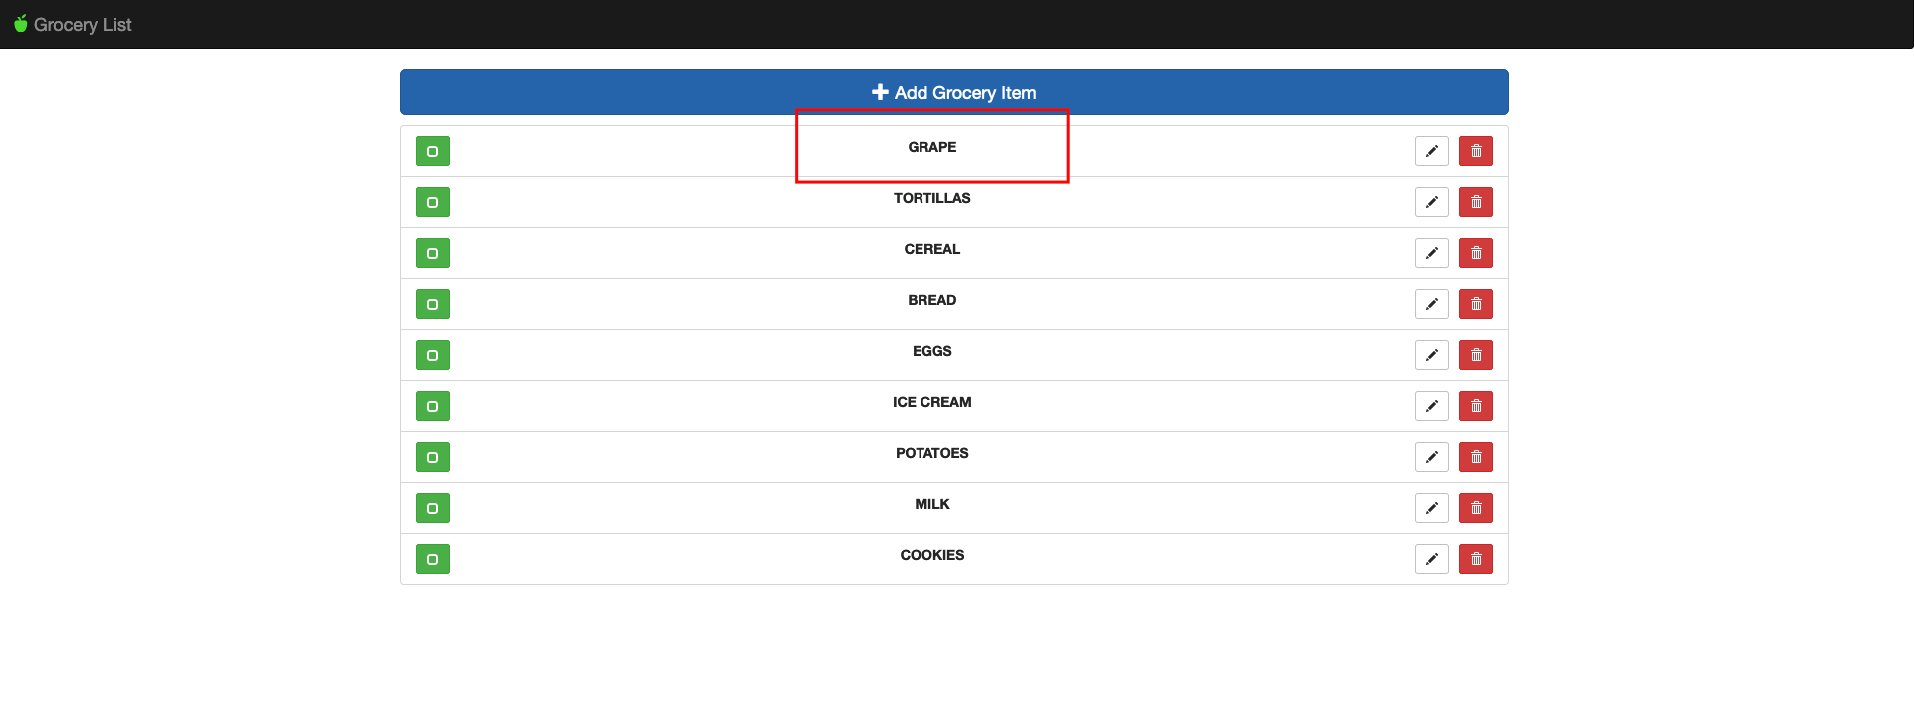 Grocery List
Add Grocery Item
GRAPE
TORTILLAS
CEREAL
BREAD
EGGS
ICE CREAM
POTATOES
MILK
COOKIES